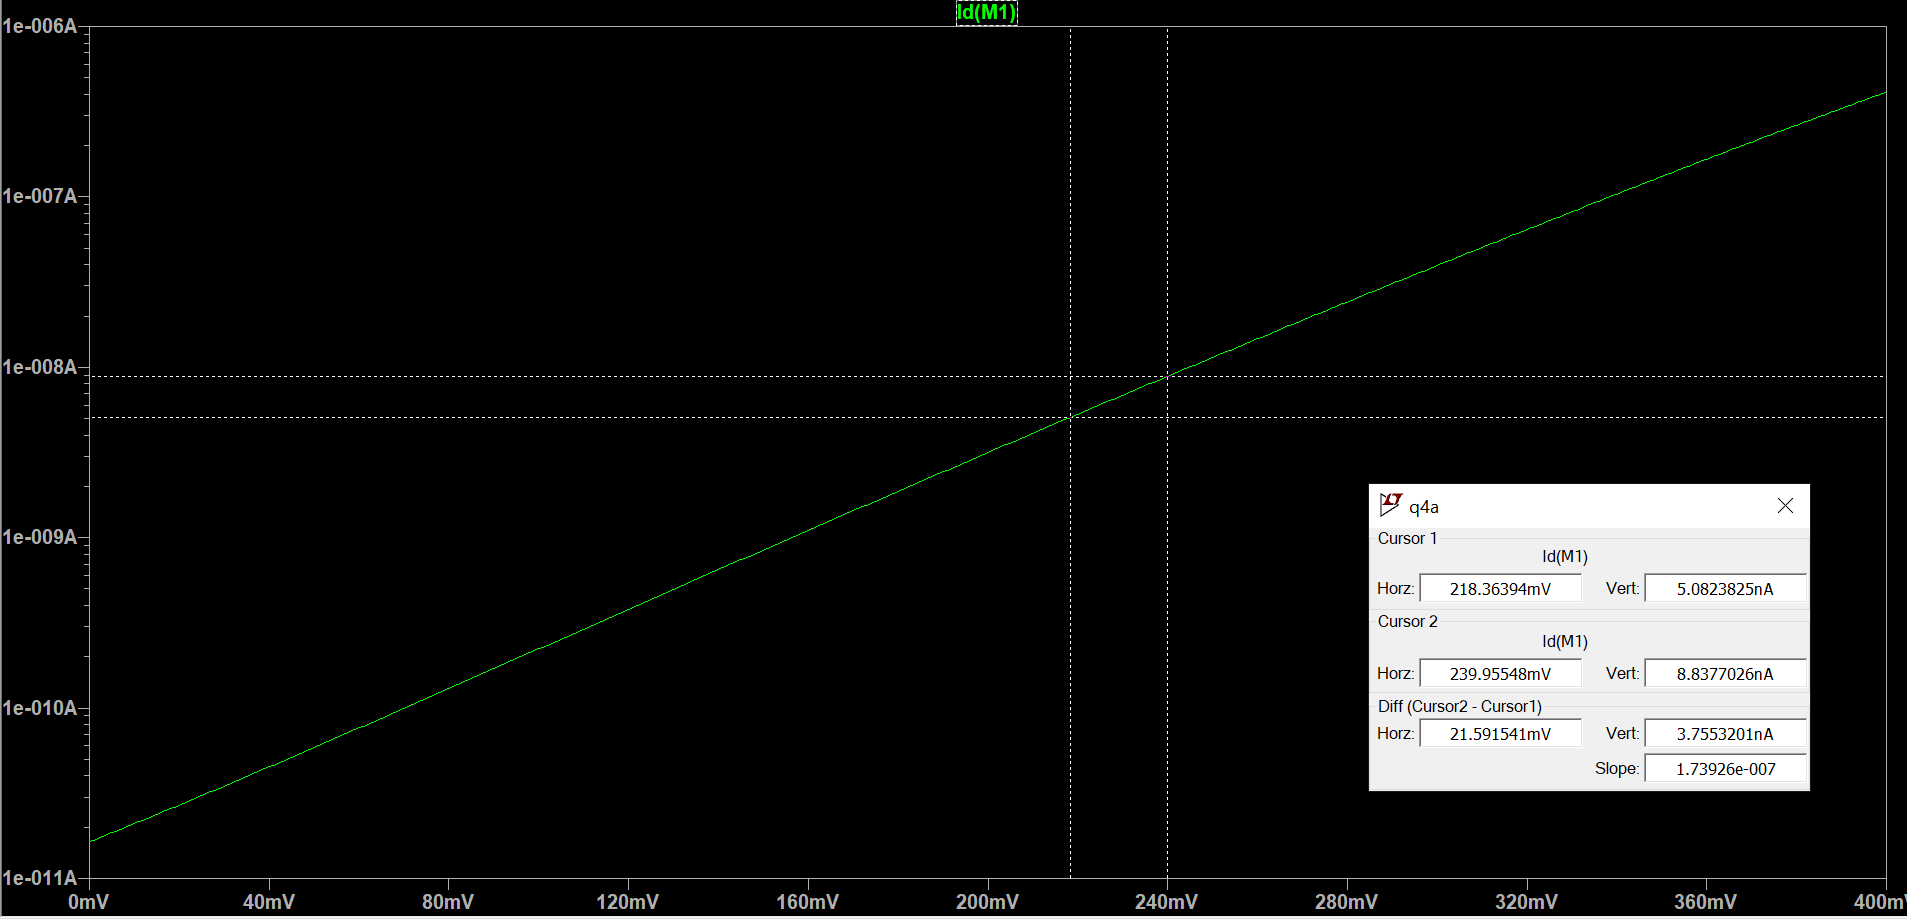 Id(M1)
1e-006A
1e-007A
1e-008A
1e-009A
1e-010A
1e-011A
0mV 40mV 80mV 120mV 160mV 200mV 240mV 280mV 320mV 360mV 400m
q4a
Cursor 1
Id(M1)
Horz: 218.36394mV Vert: 5.0823825nA
Cursor 2
Id(M1)
Horz: 239.95548mV Vert: 8.8377026nA
Diff (Cursor2 - Cursor1)
Horz: 21.591541mV Vert: 3.7553201nA
Slope: 1.73926e-007